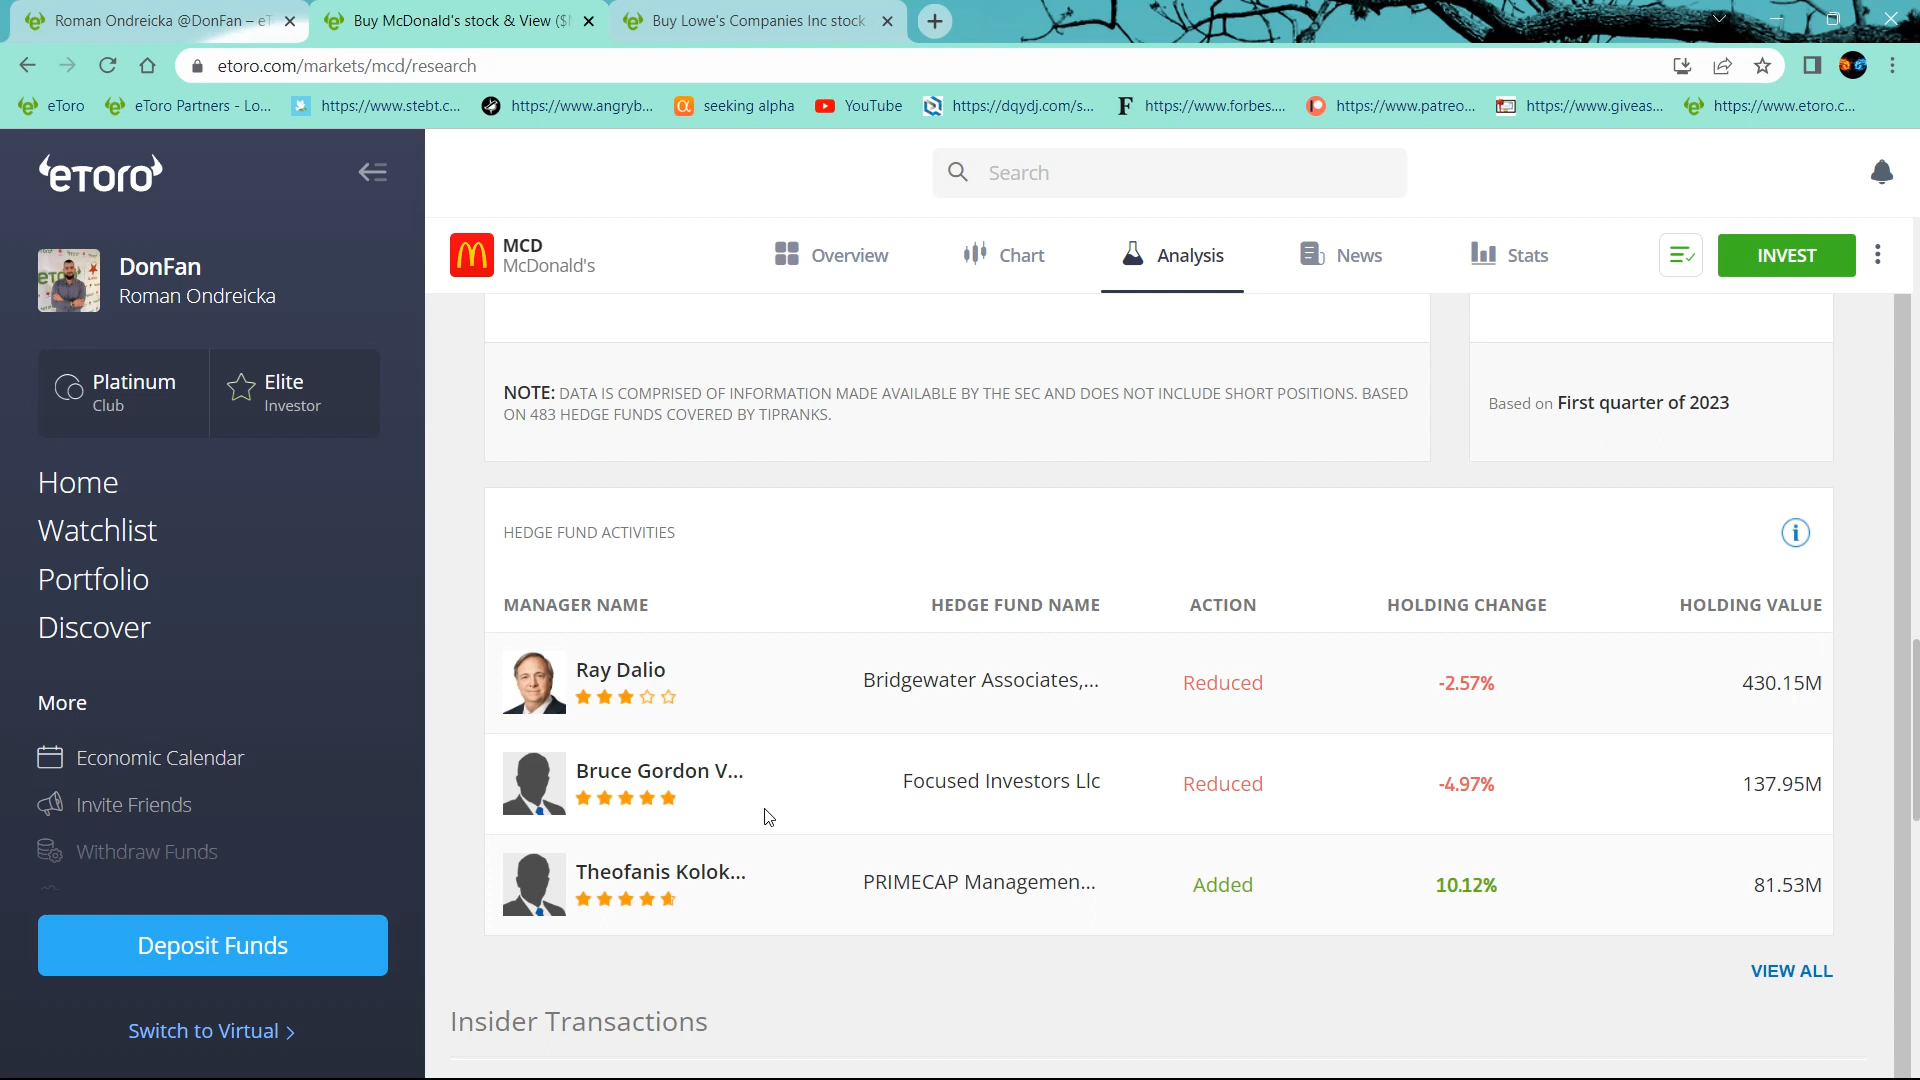 Roman Ondreicka @DonFan – eT
Buy McDonald's stock & View ($
Buy Lowe's Companies Inc stock
etoro.com/markets/mcd/research
eToro
eToro Partners - Lo...
https://www.stebt.c...
https://www.angryb...
seeking alpha
YouTube
https://dqydj.com/s...
https://www.forbes....
https://www.patreo...
https://www.giveas...
https://www.etoro.c...
eToro
Search
DonFan
Roman Ondreicka
Platinum
Club
Elite
Investor
Home
Watchlist
Portfolio
Discover
More
Economic Calendar
Invite Friends
Withdraw Funds
Deposit Funds
Switch to Virtual >
MCD
McDonald's
Overview
Chart
Analysis
News
Stats
INVEST
NOTE: DATA IS COMPRISED OF INFORMATION MADE AVAILABLE BY THE SEC AND DOES NOT INCLUDE SHORT POSITIONS. BASED
ON 483 HEDGE FUNDS COVERED BY TIPRANKS.
Based on First quarter of 2023
HEDGE FUND ACTIVITIES
MANAGER NAME HEDGE FUND NAME ACTION HOLDING CHANGE HOLDING VALUE
Ray Dalio Bridgewater Associates,... Reduced -2.57% 430.15M
Bruce Gordon V... Focused Investors Llc Reduced -4.97% 137.95M
Theofanis Kolok... PRIMECAP Managemen... Added 10.12% 81.53M
VIEW ALL
Insider Transactions